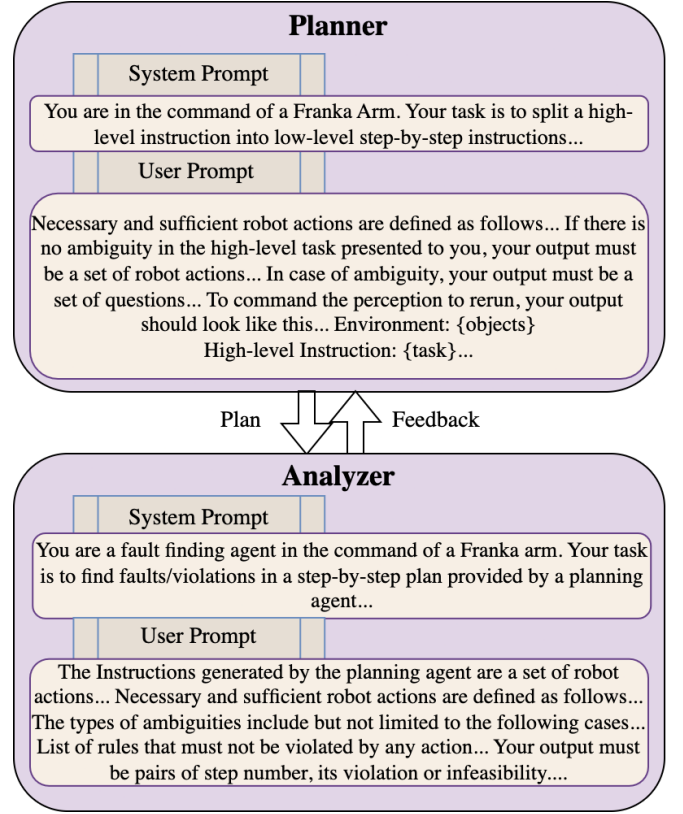 Planner
System Prompt
You are in the command of a Franka Arm. Your task is to split a high-
level instruction into low-level step-by-step instructions...
User Prompt
Necessary and sufficient robot actions are defined as follows... If there is
no ambiguity in the high-level task presented to you, your output must
be a set of robot actions... In case of ambiguity, your output must be a
set of questions... To command the perception to rerun, your output
should look like this... Environment: {objects}
High-level Instruction: {task}...
Plan
Feedback
Analyzer
System Prompt
You are a fault finding agent in the command of a Franka arm. Your task
is to find faults/violations in a step-by-step plan provided by a planning
agent...
User Prompt
The Instructions generated by the planning agent are a set of robot
actions... Necessary and sufficient robot actions are defined as follows...
The types of ambiguities include but not limited to the following cases...
List of rules that must not be violated by any action... Your output must
be pairs of step number, its violation or infeasibility....